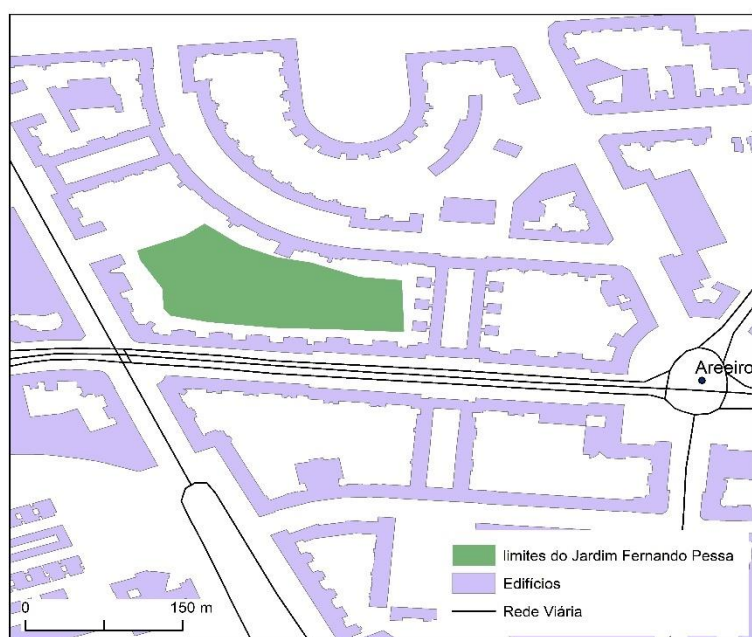 Areeiro
limites do Jardim Fernando Pessa
Edifícios
Rede Viária
0 150 m